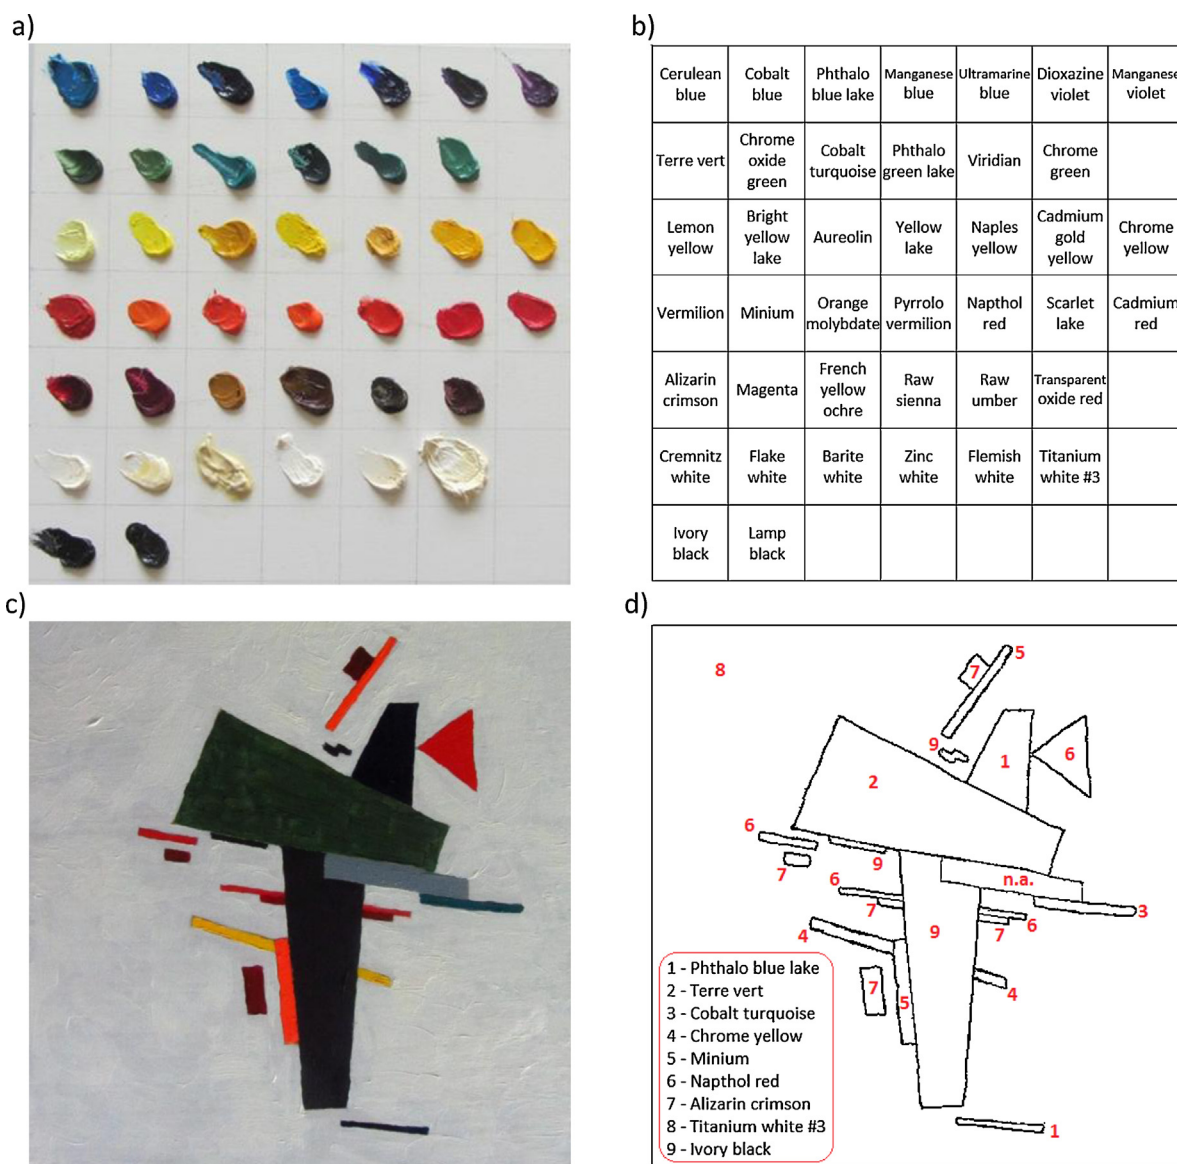 a)
b)
Cerulean
blue
Cobalt
blue
Phthalo
blue lake
Manganese
blue
Ultramarine
blue
Dioxazine
violet
Manganese
violet
Terre vert
Chrome
oxide
green
Cobalt
turquoise
Phthalo
green lake
Viridian
Chrome
green
Lemon
yellow
Bright
yellow
lake
Aureolin
Yellow
lake
Naples
yellow
Cadmium
gold
yellow
Chrome
yellow
Vermilion
Minium
Orange
molybdate
Pyrrolo
vermilion
Napthol
red
Scarlet
lake
Cadmium
red
Alizarin
crimson
Magenta
French
yellow
ochre
Raw
sienna
Raw
umber
Transparent
oxide red
Cremnitz
white
Flake
white
Barite
white
Zinc
white
Flemish
white
Titanium
white #3
Ivory
black
Lamp
black
c)
d)
5
7
8
9
1
6
2
6
9
7
6
n.a.
7
6
3
7
4
9
7
5
4
1 - Phthalo blue lake
2 - Terre vert
3 - Cobalt turquoise
4 - Chrome yellow
5 - Minium
6 - Napthol red
7 - Alizarin crimson
8 - Titanium white #3
9 - Ivory black
1